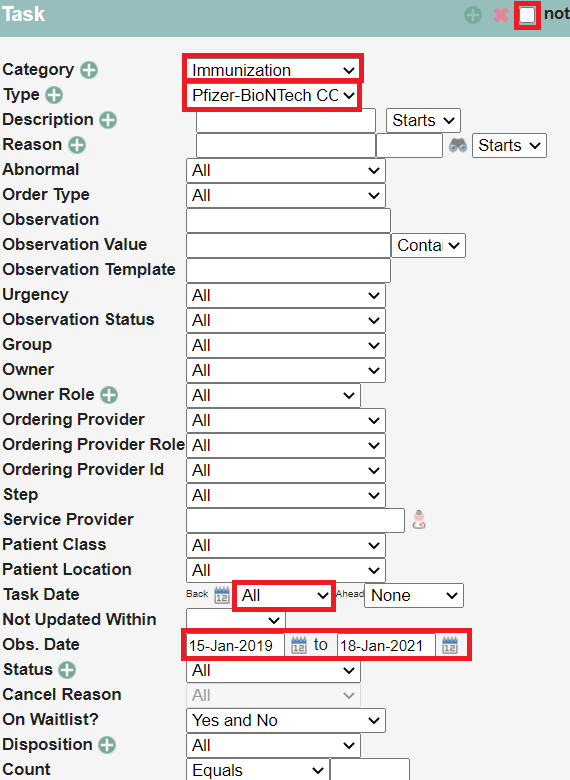 Task not
Category Immunization
Type Pfizer-BioNTech CC
Description Starts
Reason Starts
Abnormal All
Order Type All
Observation
Observation Value Contai
Observation Template
Urgency All
Observation Status All
Group All
Owner All
Owner Role All
Ordering Provider All
Ordering Provider Role All
Ordering Provider Id All
Step All
Service Provider
Patient Class All
Patient Location All
Task Date Back 12 All Ahead None
Not Updated Within
Obs. Date 15-Jan-2019 12 to 18-Jan-2021 12
Status All
Cancel Reason All
On Waitlist? Yes and No
Disposition All
Count Equals